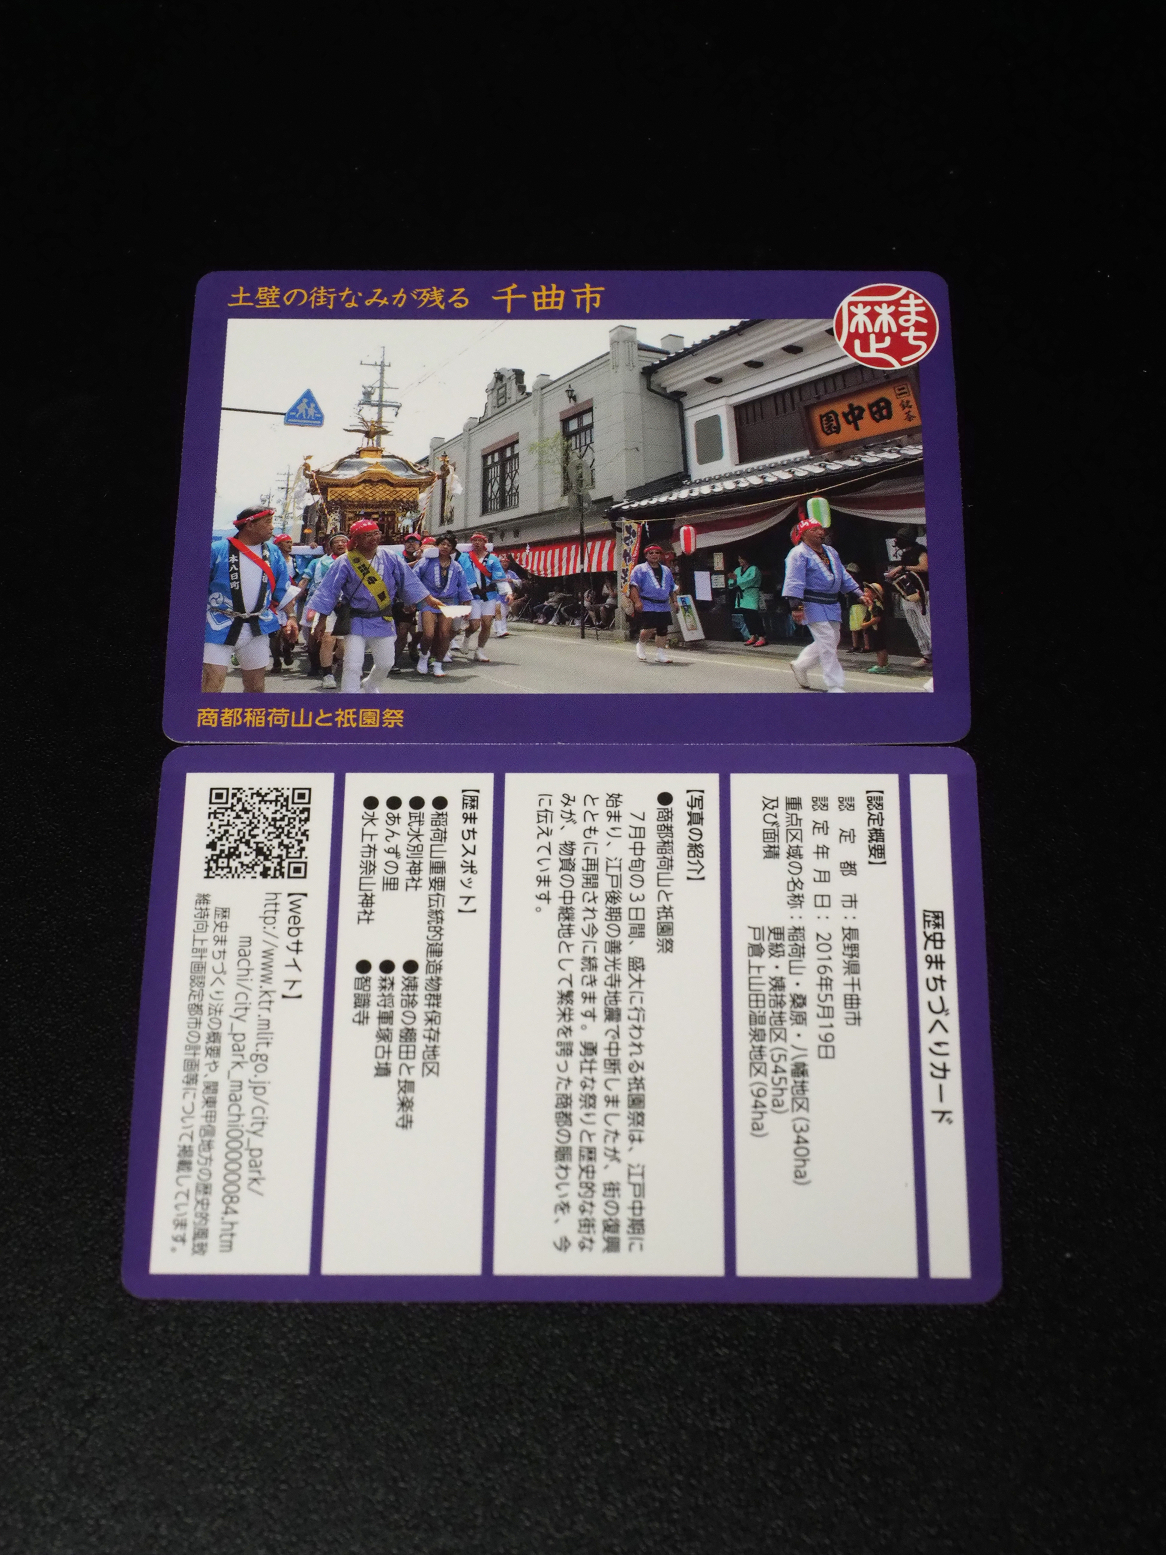 土壁の街なみが残る 千曲市
歴まち
田中園
二銘茶
本八日町
商都稲荷山と祇園祭
歴史まちづくりカード
【認定概要】
認定都市：長野県千曲市
認定年月日：2016年5月19日
重点区域の名称：稲荷山・桑原・八幡地区(340ha)
及び面積 更級・姨捨地区(545ha)
戸倉上山田温泉地区(94ha)
【写真の紹介】
●商都稲荷山と祇園祭
7月中旬の3日間、盛大に行われる祇園祭は、江戸中期に
始まり、江戸後期の善光寺地震で中断しましたが、街の復興
とともに再開され今に続きます。勇壮な祭りと歴史的な街な
みが、物資の中継地として繁栄を誇った商都の賑わいを、今
に伝えています。
【歴まちスポット】
●稲荷山重要伝統的建造物群保存地区
●武水別神社 ●姨捨の棚田と長楽寺
●あんずの里 ●森将軍塚古墳
●水上布奈山神社 ●智識寺
【webサイト】
http://www.ktr.mlit.go.jp/city_park/
machi/city_park_machi00000084.htm
歴史まちづくり法の概要や、関東甲信地方の歴史的風致
維持向上計画認定都市の計画等について掲載しています。